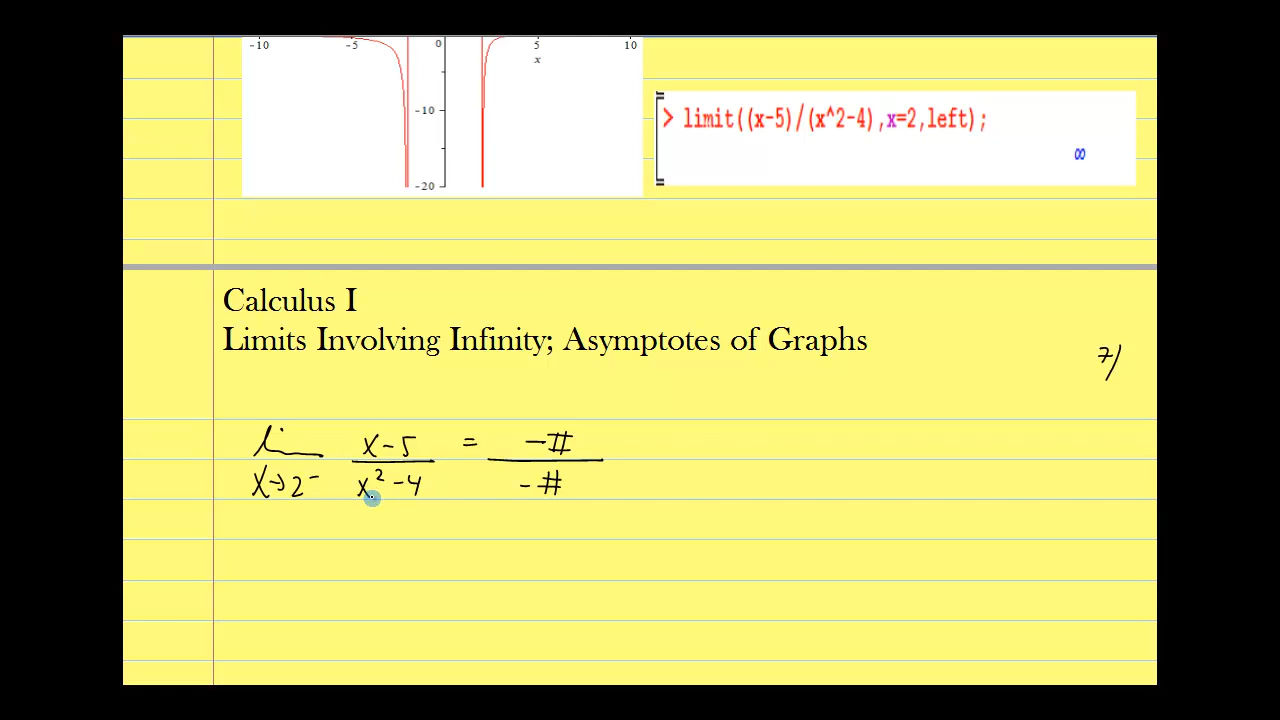 -10 -5 0 5 10
x
-10
-20
> limit((x-5)/(x^2-4),x=2,left);
∞
Calculus I
Limits Involving Infinity; Asymptotes of Graphs
7/
lim x-5 = -#
x→2⁻ x²-4 -#